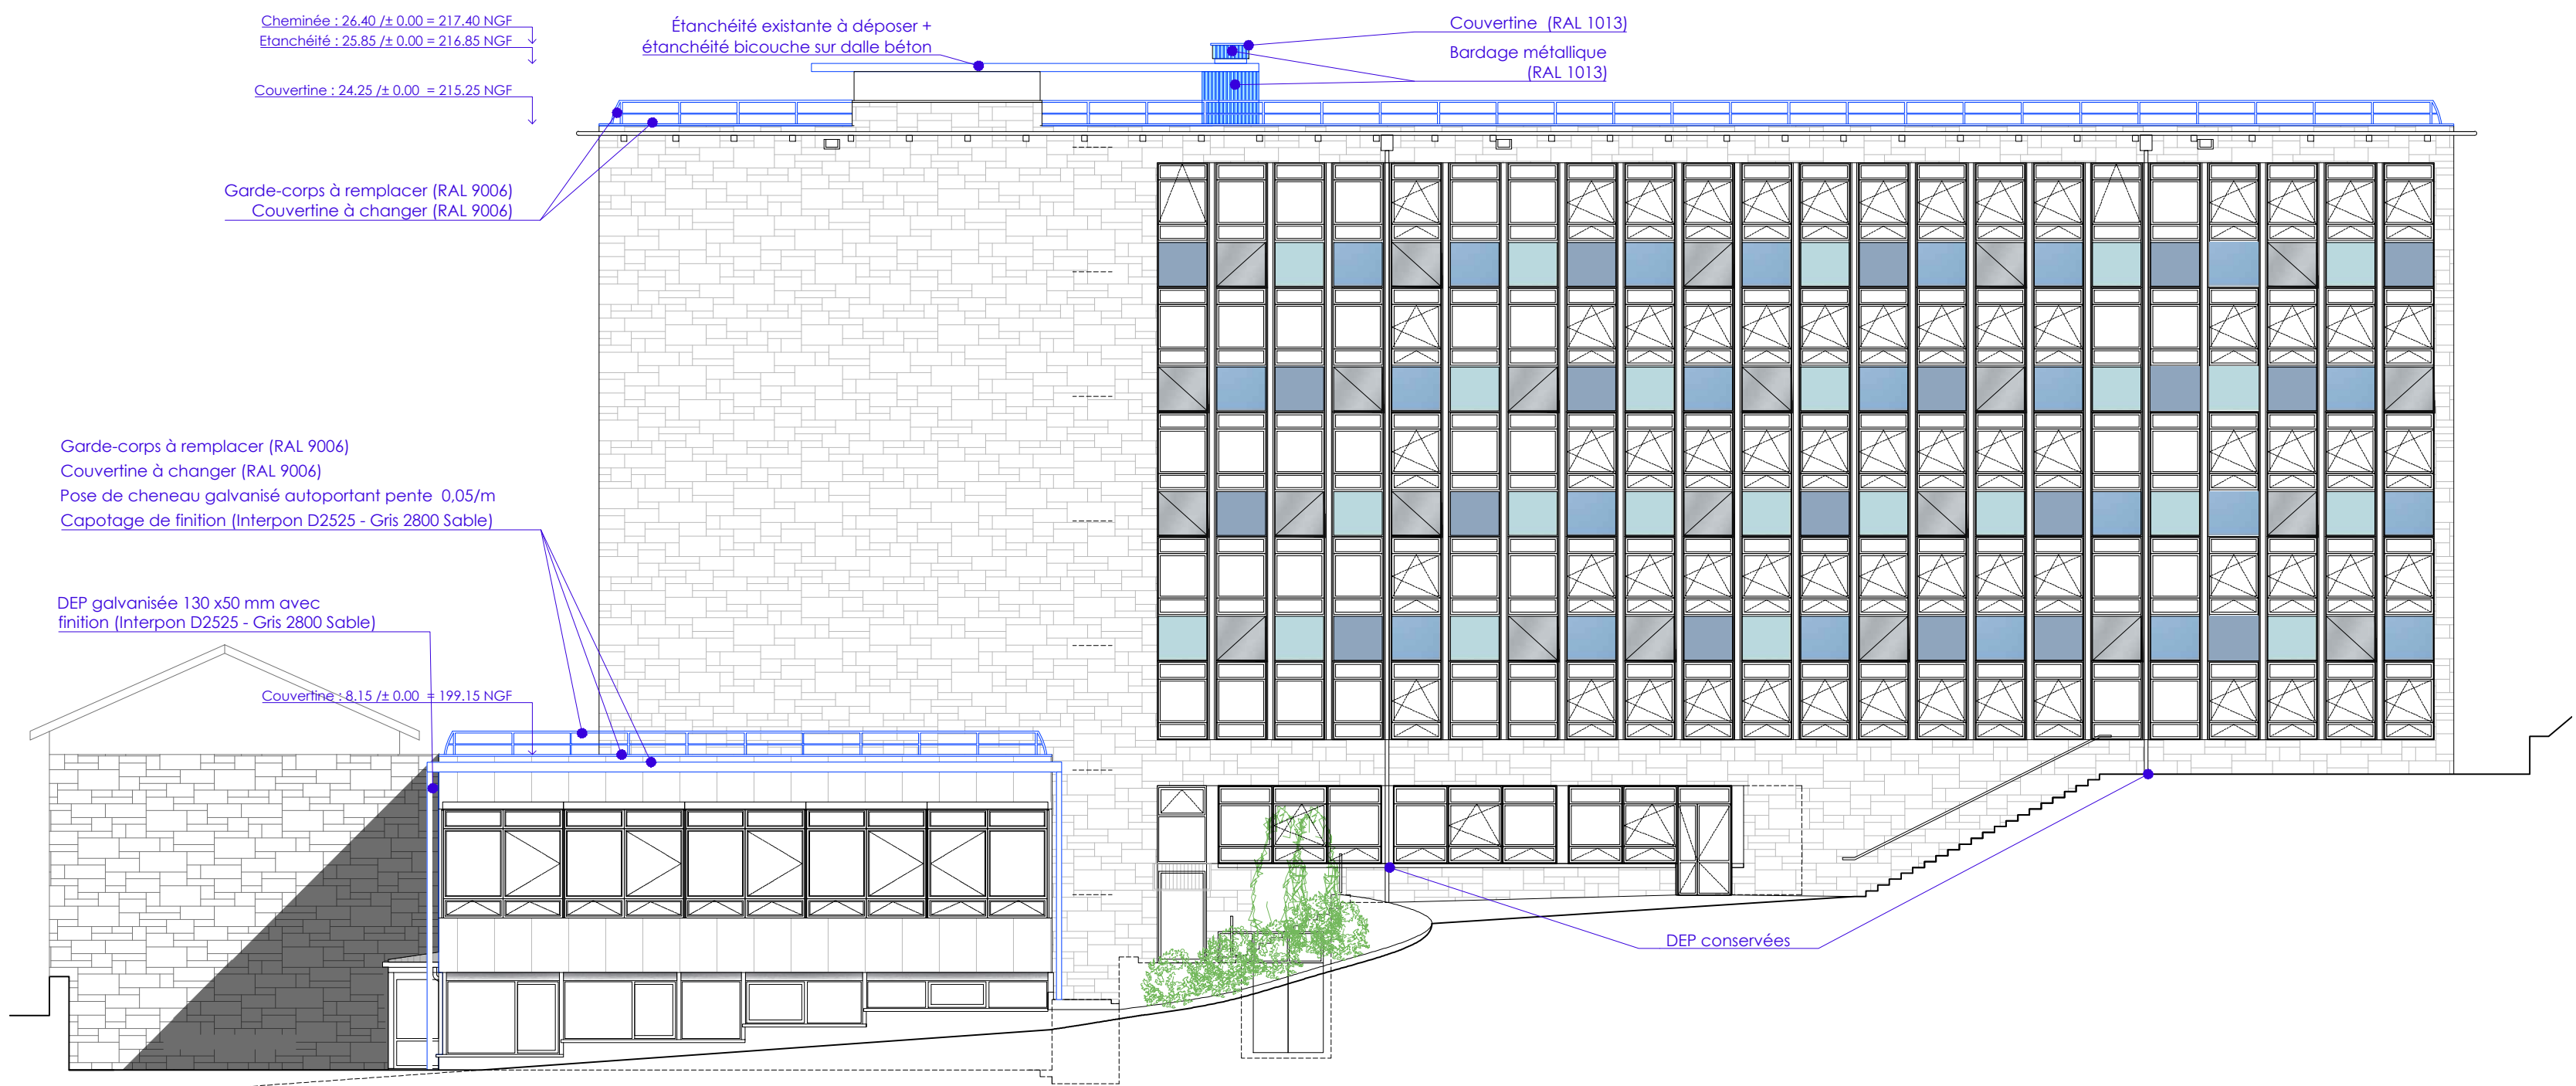 Cheminée : 26.40 /± 0.00 = 217.40 NGF
Etanchéité : 25.85 /± 0.00 = 216.85 NGF
Couvertine : 24.25 /± 0.00 = 215.25 NGF
Étanchéité existante à déposer +
étanchéité bicouche sur dalle béton
Couvertine (RAL 1013)
Bardage métallique
(RAL 1013)
Garde-corps à remplacer (RAL 9006)
Couvertine à changer (RAL 9006)
Garde-corps à remplacer (RAL 9006)
Couvertine à changer (RAL 9006)
Pose de cheneau galvanisé autoportant pente 0,05/m
Capotage de finition (Interpon D2525 - Gris 2800 Sable)
DEP galvanisée 130 x50 mm avec
finition (Interpon D2525 - Gris 2800 Sable)
Couvertine : 8.15 /± 0.00 = 199.15 NGF
DEP conservées